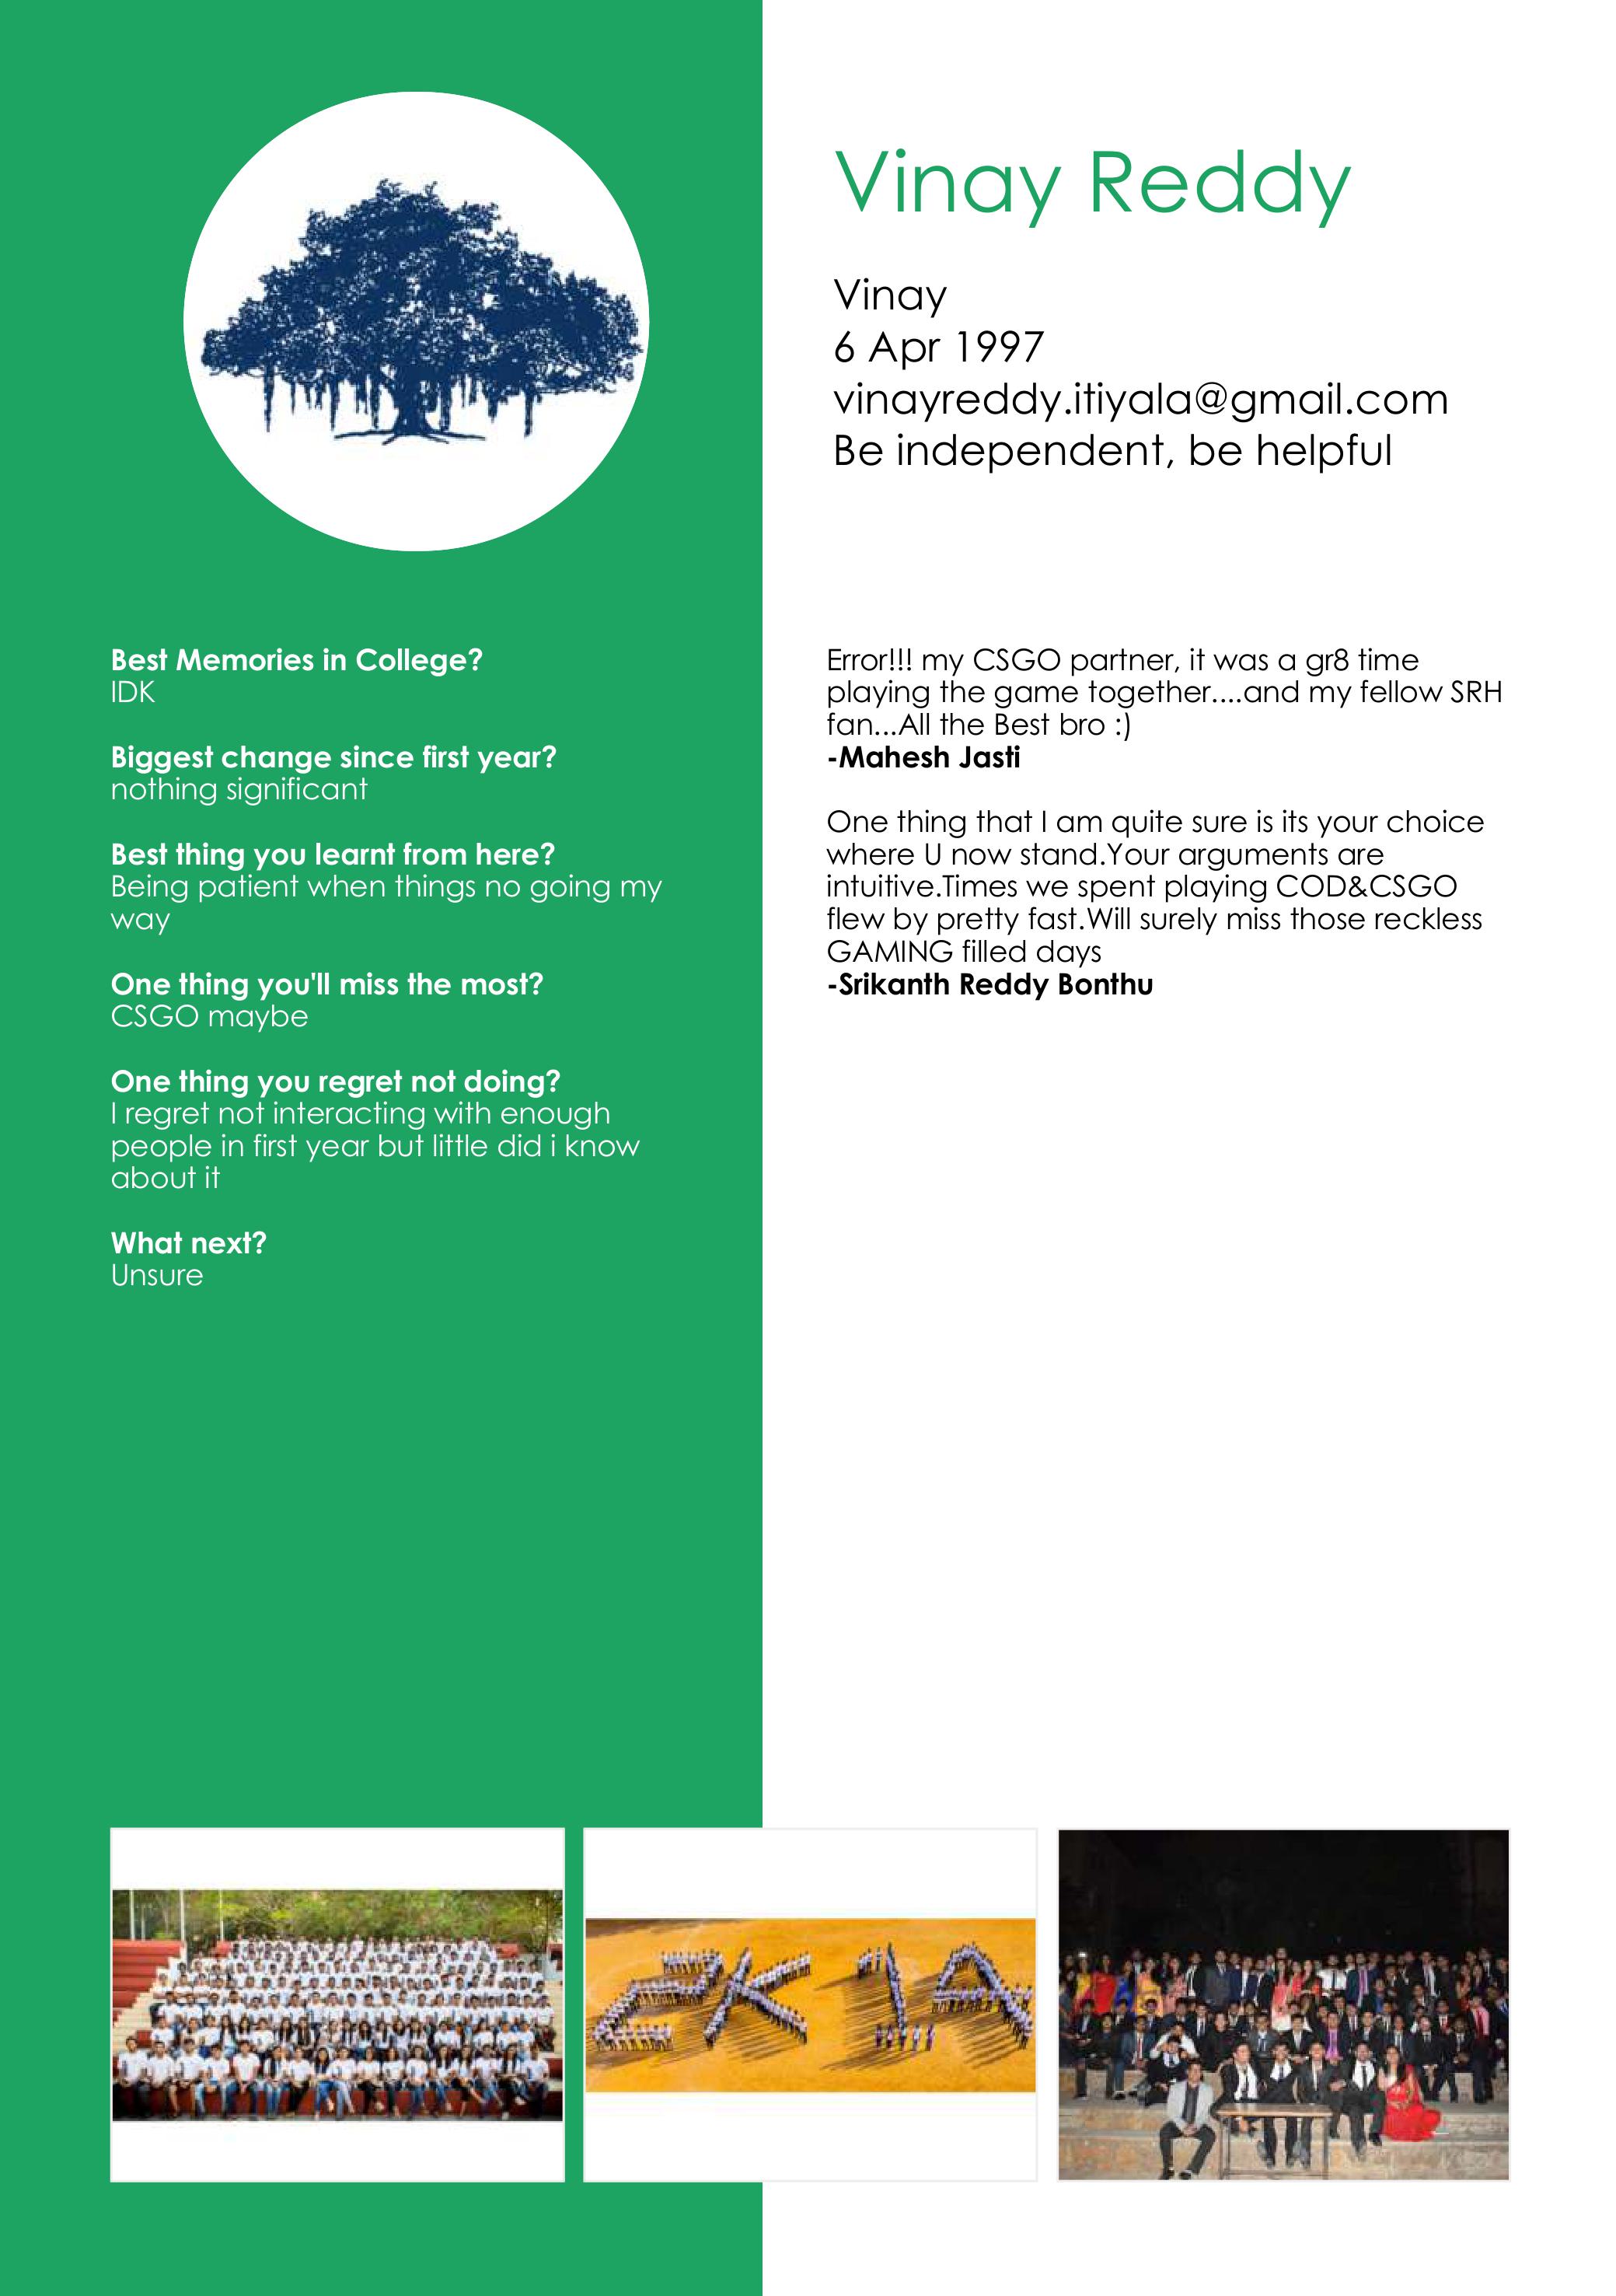 Vinay Reddy
Vinay
6 Apr 1997
vinayreddy.itiyala@gmail.com
Be independent, be helpful
Best Memories in College?
IDK
Biggest change since first year?
nothing significant
Best thing you learnt from here?
Being patient when things no going my
way
One thing you'll miss the most?
CSGO maybe
One thing you regret not doing?
I regret not interacting with enough
people in first year but little did i know
about it
What next?
Unsure
Error!!! my CSGO partner, it was a gr8 time
playing the game together....and my fellow SRH
fan...All the Best bro :)
-Mahesh Jasti
One thing that I am quite sure is its your choice
where U now stand.Your arguments are
intuitive.Times we spent playing COD&CSGO
flew by pretty fast.Will surely miss those reckless
GAMING filled days
-Srikanth Reddy Bonthu
2K14